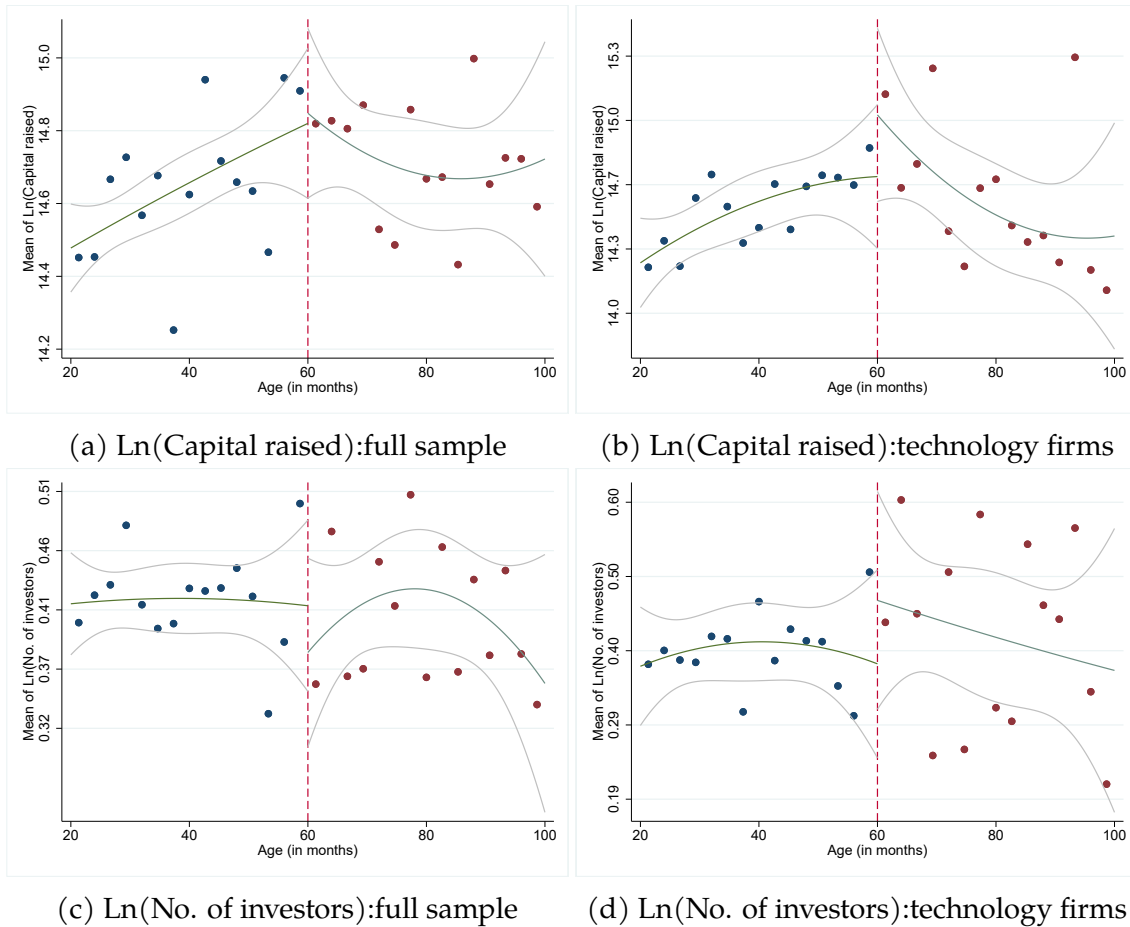 Mean of Ln(Capital raised)
15.0
14.8
14.6
14.4
14.2
20 40 60 80 100
Age (in months)
(a) Ln(Capital raised):full sample
Mean of Ln(Capital raised)
15.3
15.0
14.7
14.3
14.0
20 40 60 80 100
Age (in months)
(b) Ln(Capital raised):technology firms
Mean of Ln(No. of investors)
0.51
0.46
0.41
0.37
0.32
20 40 60 80 100
Age (in months)
(c) Ln(No. of investors):full sample
Mean of Ln(No. of investors)
0.60
0.50
0.40
0.29
0.19
20 40 60 80 100
Age (in months)
(d) Ln(No. of investors):technology firms